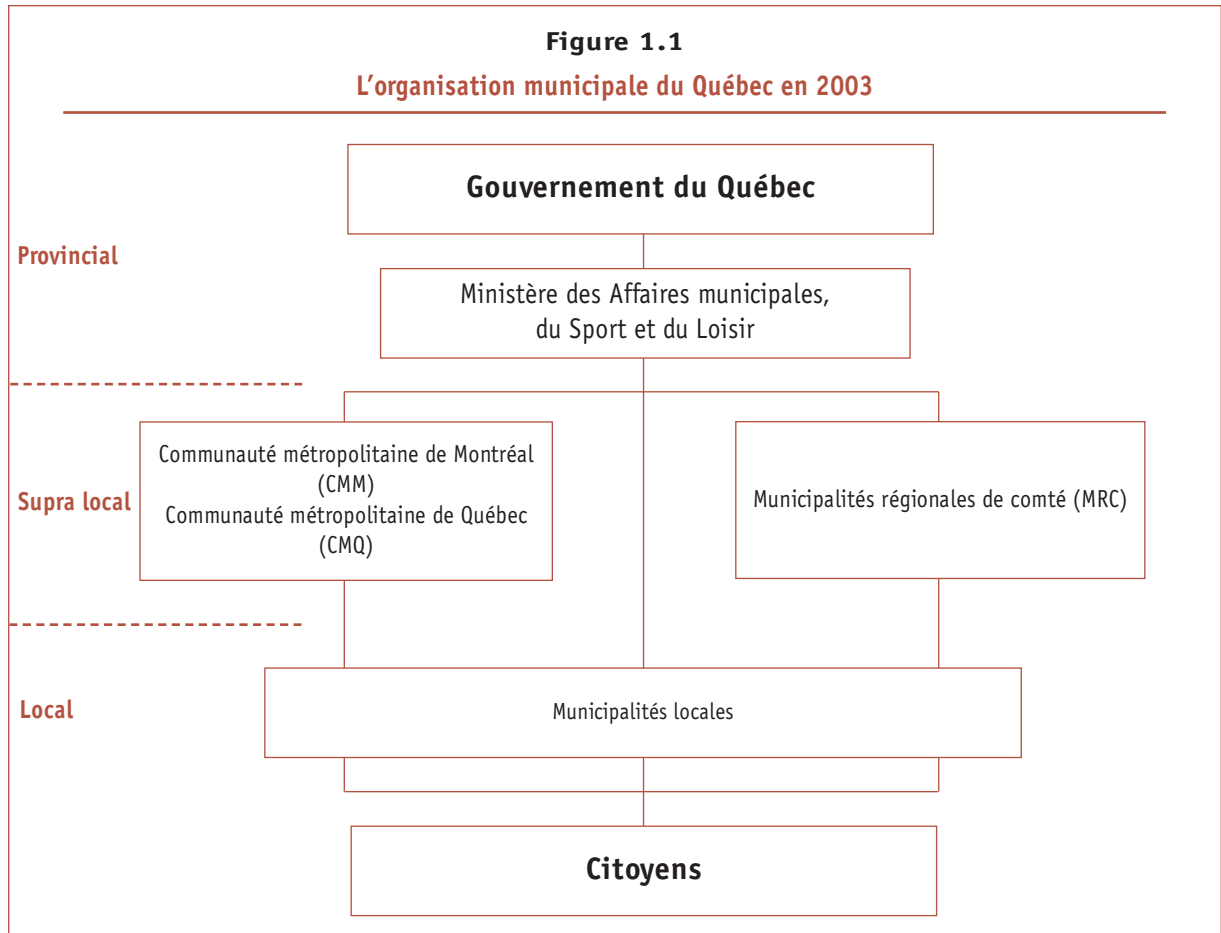 Figure 1.1
L'organisation municipale du Québec en 2003
Gouvernement du Québec
Provincial
Ministère des Affaires municipales,
du Sport et du Loisir
Communauté métropolitaine de Montréal
(CMM)
Communauté métropolitaine de Québec
(CMQ)
Supra local
Municipalités régionales de comté (MRC)
Local
Municipalités locales
Citoyens